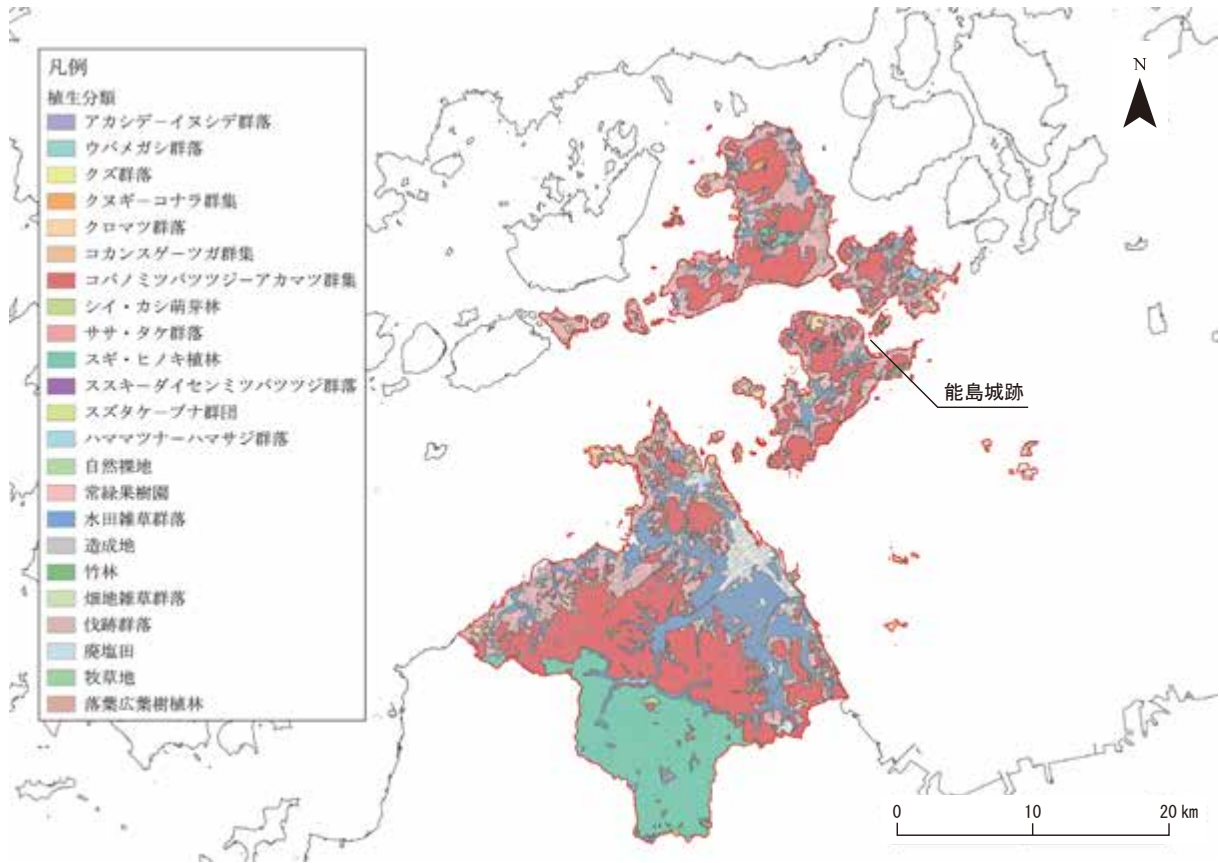 凡例
植生分類
アカシデーイヌシデ群落
ウバメガシ群落
クズ群落
クヌギーコナラ群集
クロマツ群落
コカンスゲーツガ群集
コバノミツバツツジーアカマツ群集
シイ・カシ萌芽林
ササ・タケ群落
スギ・ヒノキ植林
ススキーダイセンミツバツツジ群落
スズタケーブナ群団
ハママツナーハマサジ群落
自然裸地
常緑果樹園
水田雑草群落
造成地
竹林
畑地雑草群落
伐跡群落
廃塩田
牧草地
落葉広葉樹植林
N
能島城跡
0 10 20 km